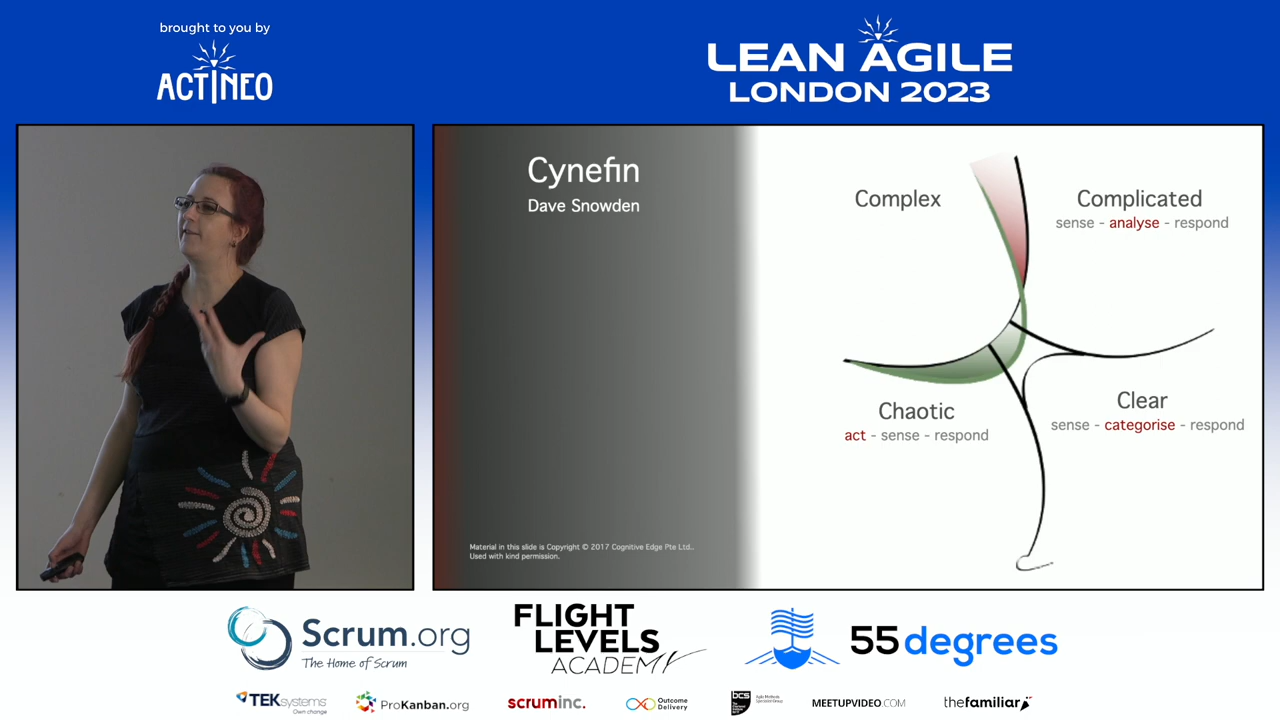 brought to you by
ACTINEO
LEAN AGILE
LONDON 2023
Cynefin
Dave Snowden
Complex
Complicated
sense - analyse - respond
Chaotic
act - sense - respond
Clear
sense - categorise - respond
Material in this slide is Copyright © 2017 Cognitive Edge Pte Ltd..
Used with kind permission.
Scrum.org
The Home of Scrum
FLIGHT
LEVELS
ACADEMY
55 degrees
TEKsystems
Own change
ProKanban.org
scruminc.
Outcome
Delivery
bcs
MEETUPVIDEO.COM
thefamiliar